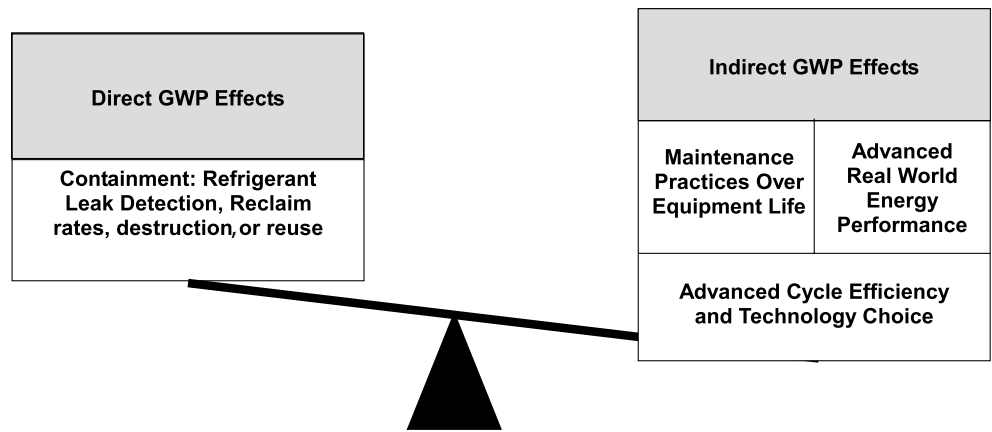 Direct GWP Effects
Containment: Refrigerant
Leak Detection, Reclaim
rates, destruction, or reuse
Indirect GWP Effects
Maintenance
Practices Over
Equipment Life
Advanced
Real World
Energy
Performance
Advanced Cycle Efficiency
and Technology Choice